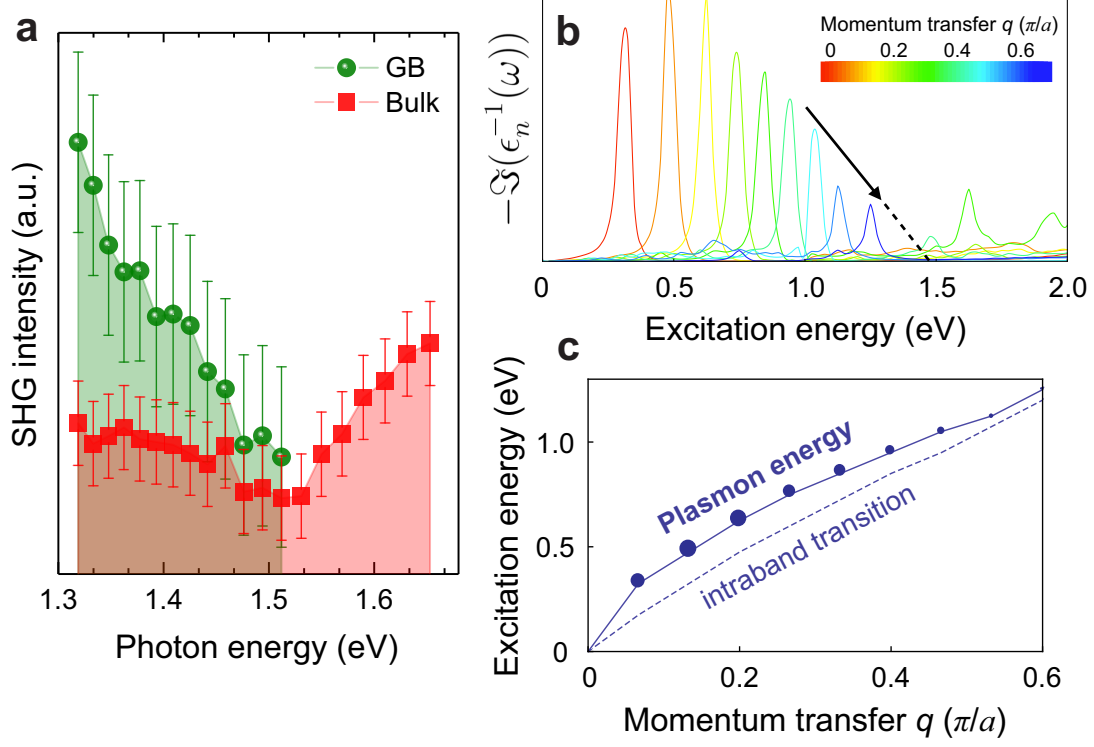 a
GB
Bulk
SHG intensity (a.u.)
1.3 1.4 1.5 1.6
Photon energy (eV)
b
Momentum transfer q (π/a)
0 0.2 0.4 0.6
−ℑ(ϵₙ⁻¹(ω))
0 0.5 1.0 1.5 2.0
Excitation energy (eV)
c
Excitation energy (eV)
1.0
0.5
0
Plasmon energy
intraband transition
0 0.2 0.4 0.6
Momentum transfer q (π/a)